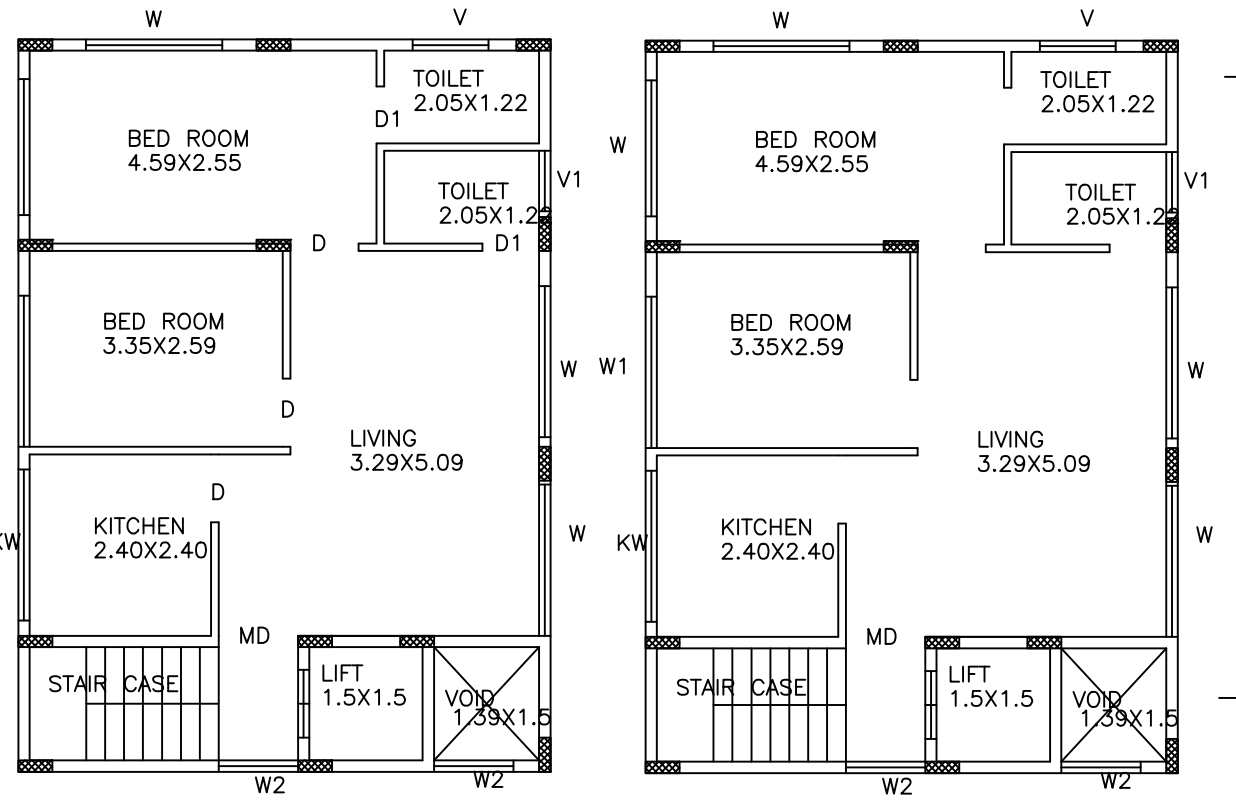 W
V
TOILET
2.05X1.22
D1
BED ROOM
4.59X2.55
V1
TOILET
2.05X1.22
D
D1
BED ROOM
3.35X2.59
W
D
LIVING
3.29X5.09
D
KITCHEN
2.40X2.40
KW
W
MD
STAIR CASE
LIFT
1.5X1.5
VOID
1.39X1.5
W2
W2
W
V
TOILET
2.05X1.22
W
BED ROOM
4.59X2.55
V1
TOILET
2.05X1.22
BED ROOM
3.35X2.59
W1
W
LIVING
3.29X5.09
KITCHEN
2.40X2.40
KW
W
MD
STAIR CASE
LIFT
1.5X1.5
VOID
1.39X1.5
W2
W2